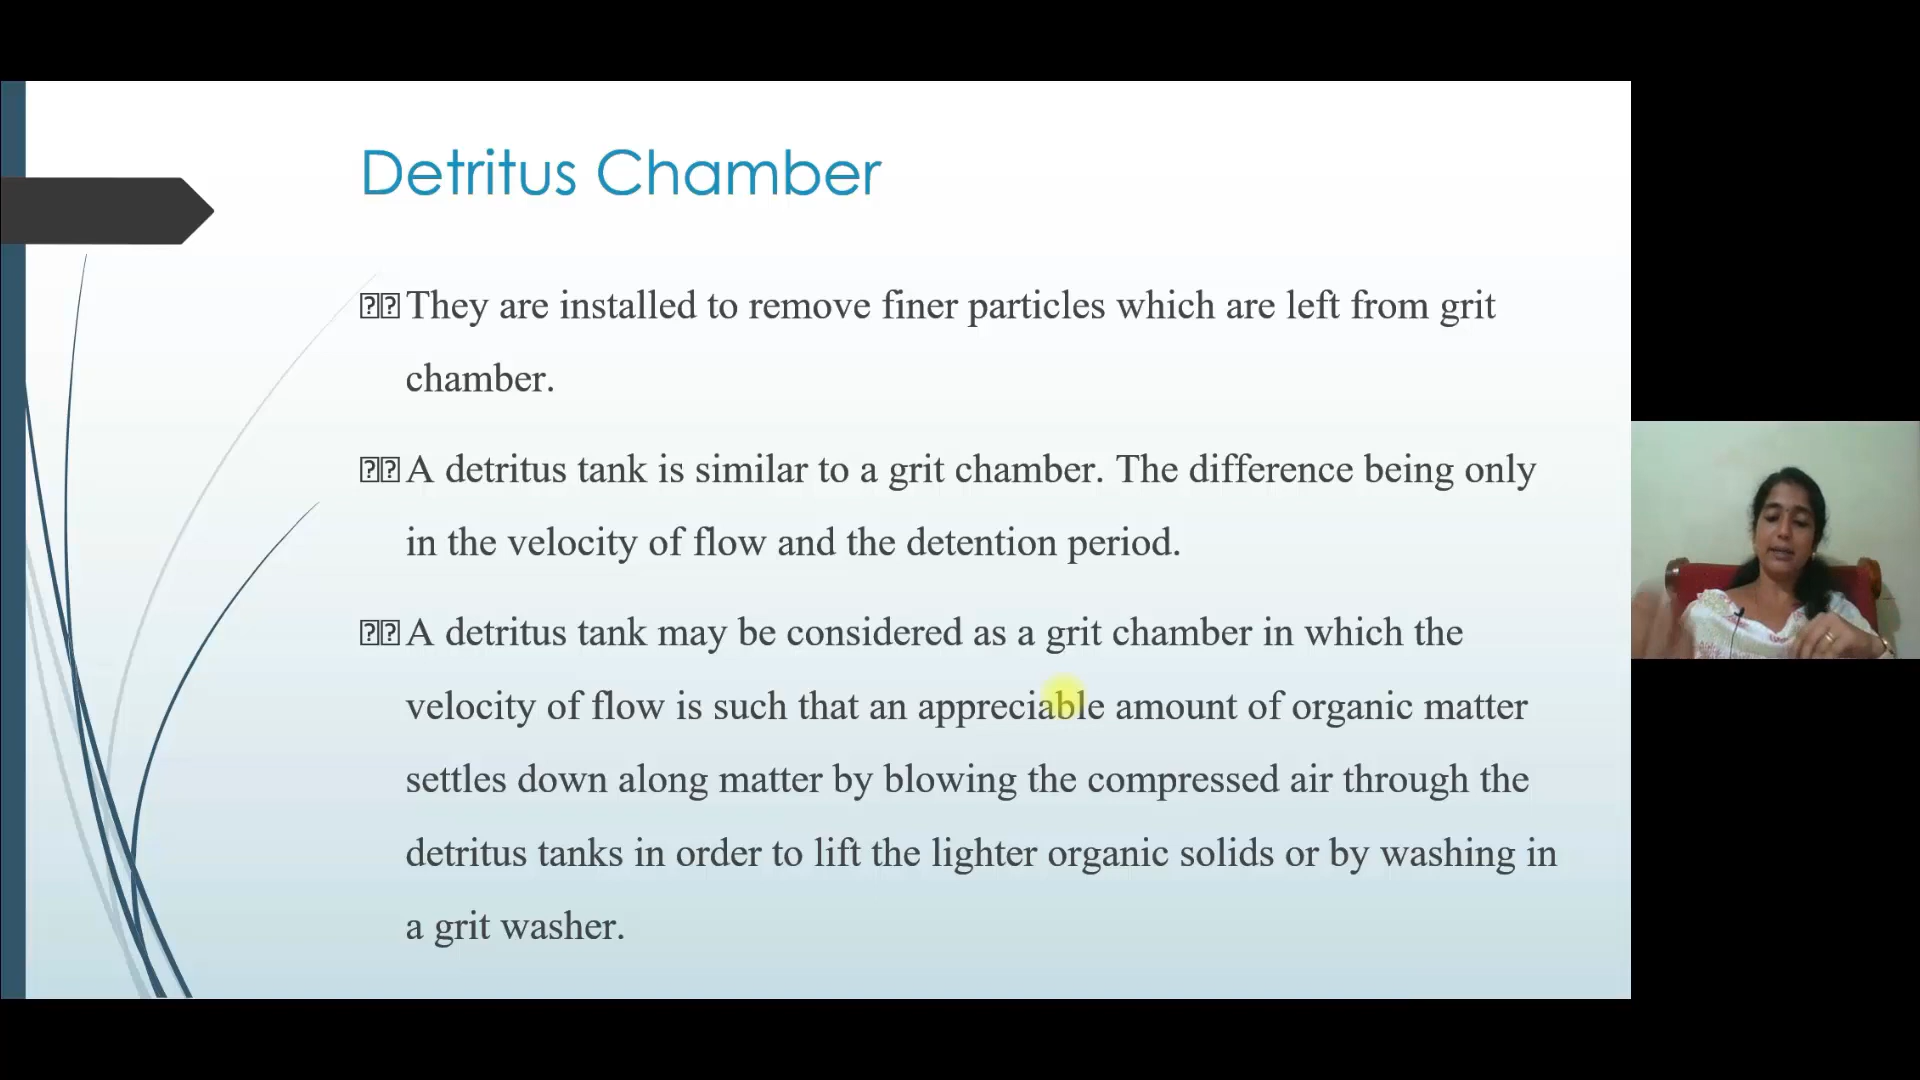 Detritus Chamber
They are installed to remove finer particles which are left from grit
chamber.
A detritus tank is similar to a grit chamber. The difference being only
in the velocity of flow and the detention period.
A detritus tank may be considered as a grit chamber in which the
velocity of flow is such that an appreciable amount of organic matter
settles down along matter by blowing the compressed air through the
detritus tanks in order to lift the lighter organic solids or by washing in
a grit washer.